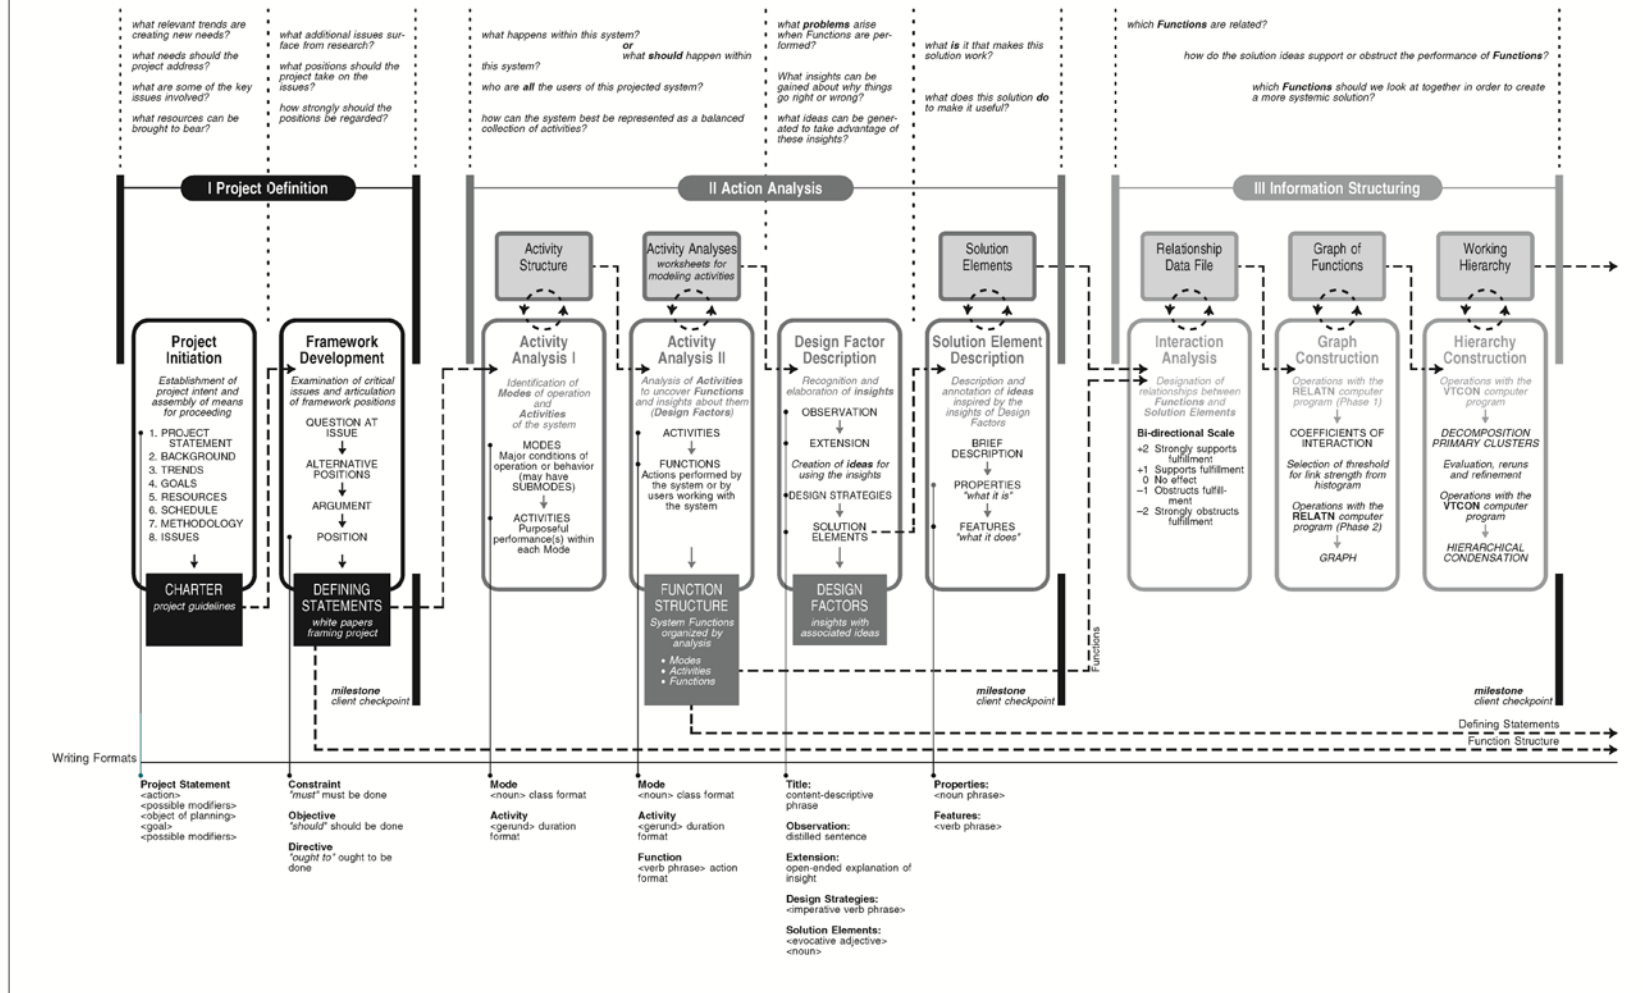 what relevant trends are
creating new needs?
what needs should the
project address?
what are some of the key
issues involved?
what resources can be
brought to bear?
what additional issues sur-
face from research?
what positions should the
project take on the
issues?
how strongly should the
positions be regarded?
what happens within this system?
or
what should happen within
this system?
who are all the users of this projected system?
how can the system best be represented as a balanced
collection of activities?
what problems arise
when Functions are per-
formed?
What insights can be
gained about why things
go right or wrong?
what ideas can be gener-
ated to take advantage of
these insights?
what is it that makes this
solution work?
what does this solution do
to make it useful?
which Functions are related?
how do the solution ideas support or obstruct the performance of Functions?
which Functions should we look at together in order to create
a more systemic solution?
I Project Definition
II Action Analysis
III Information Structuring
Activity
Structure
Activity Analyses
worksheets for
modeling activities
Solution
Elements
Relationship
Data File
Graph of
Functions
Working
Hierarchy
Project
Initiation
Establishment of
project intent and
assembly of means
for proceeding
1. PROJECT
STATEMENT
2. BACKGROUND
3. TRENDS
4. GOALS
5. RESOURCES
6. SCHEDULE
7. METHODOLOGY
8. ISSUES
CHARTER
project guidelines
Framework
Development
Examination of critical
issues and articulation
of framework positions
QUESTION AT
ISSUE
ALTERNATIVE
POSITIONS
ARGUMENT
POSITION
DEFINING
STATEMENTS
white papers
framing project
milestone
client checkpoint
Activity
Analysis I
Identification of
Modes of operation
and
Activities
of the system
MODES
Major conditions of
operation or behavior
(may have
SUBMODES)
ACTIVITIES
Purposeful
performance(s) within
each Mode
Activity
Analysis II
Analysis of Activities
to uncover Functions
and insights about them
(Design Factors)
ACTIVITIES
FUNCTIONS
Actions performed by
the system or by
users working with
the system
FUNCTION
STRUCTURE
System Functions
organized by
analysis
• Modes
• Activities
• Functions
Design Factor
Description
Recognition and
elaboration of insights
OBSERVATION
EXTENSION
Creation of ideas for
using the insights
DESIGN STRATEGIES
SOLUTION
ELEMENTS
DESIGN
FACTORS
insights with
associated ideas
Solution Element
Description
Description and
annotation of ideas
inspired by the
insights of Design
Factors
BRIEF
DESCRIPTION
PROPERTIES
"what it is"
FEATURES
"what it does"
milestone
client checkpoint
Functions
Interaction
Analysis
Designation of
relationships between
Functions and
Solution Elements
Bi-directional Scale
+2 Strongly supports
fulfillment
+1 Supports fulfillment
0 No effect
–1 Obstructs fulfill-
ment
–2 Strongly obstructs
fulfillment
Graph
Construction
Operations with the
RELATN computer
program (Phase 1)
COEFFICIENTS OF
INTERACTION
Selection of threshold
for link strength from
histogram
Operations with the
RELATN computer
program (Phase 2)
GRAPH
Hierarchy
Construction
Operations with the
VTCON computer
program
DECOMPOSITION
PRIMARY CLUSTERS
Evaluation, reruns
and refinement
Operations with the
VTCON computer
program
HIERARCHICAL
CONDENSATION
milestone
client checkpoint
Defining Statements
Function Structure
Writing Formats
Project Statement
<action>
<possible modifiers>
<object of planning>
<goal>
<possible modifiers>
Constraint
"must" must be done
Objective
"should" should be done
Directive
"ought to" ought to be
done
Mode
<noun> class format
Activity
<gerund> duration
format
Mode
<noun> class format
Activity
<gerund> duration
format
Function
<verb phrase> action
format
Title:
content-descriptive
phrase
Observation:
distilled sentence
Extension:
open-ended explanation of
insight
Design Strategies:
<imperative verb phrase>
Solution Elements:
<evocative adjective>
<noun>
Properties:
<noun phrase>
Features:
<verb phrase>